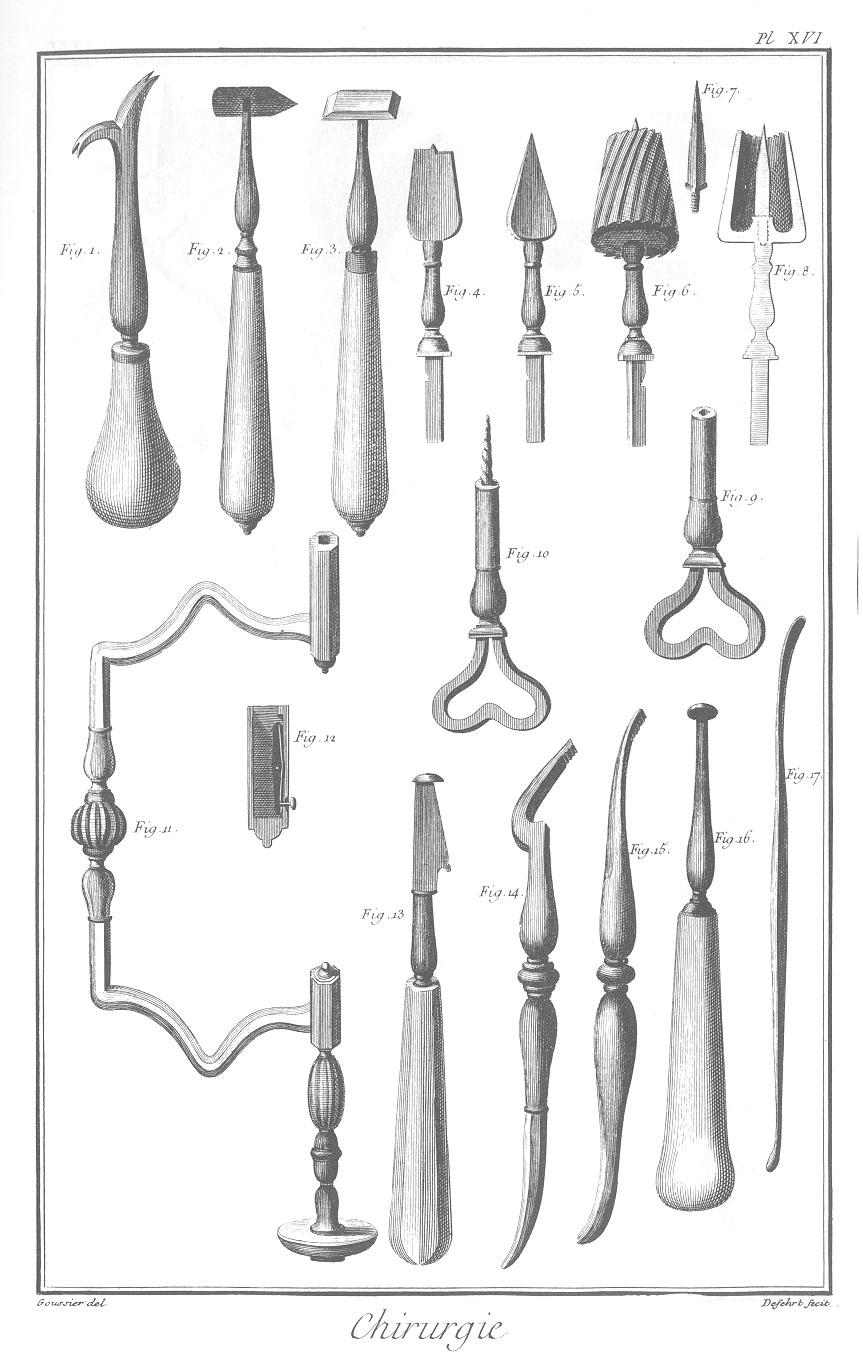 Pl XVI
Fig. 7.
Fig. 1.
Fig. 2.
Fig. 3.
Fig. 4.
Fig. 5.
Fig. 6.
Fig. 8.
Fig. 9.
Fig. 10
Fig. 11.
Fig. 12
Fig. 13
Fig. 14.
Fig. 15.
Fig. 16.
Fig. 17.
Goussier del
Defehrt fecit.
Chirurgie